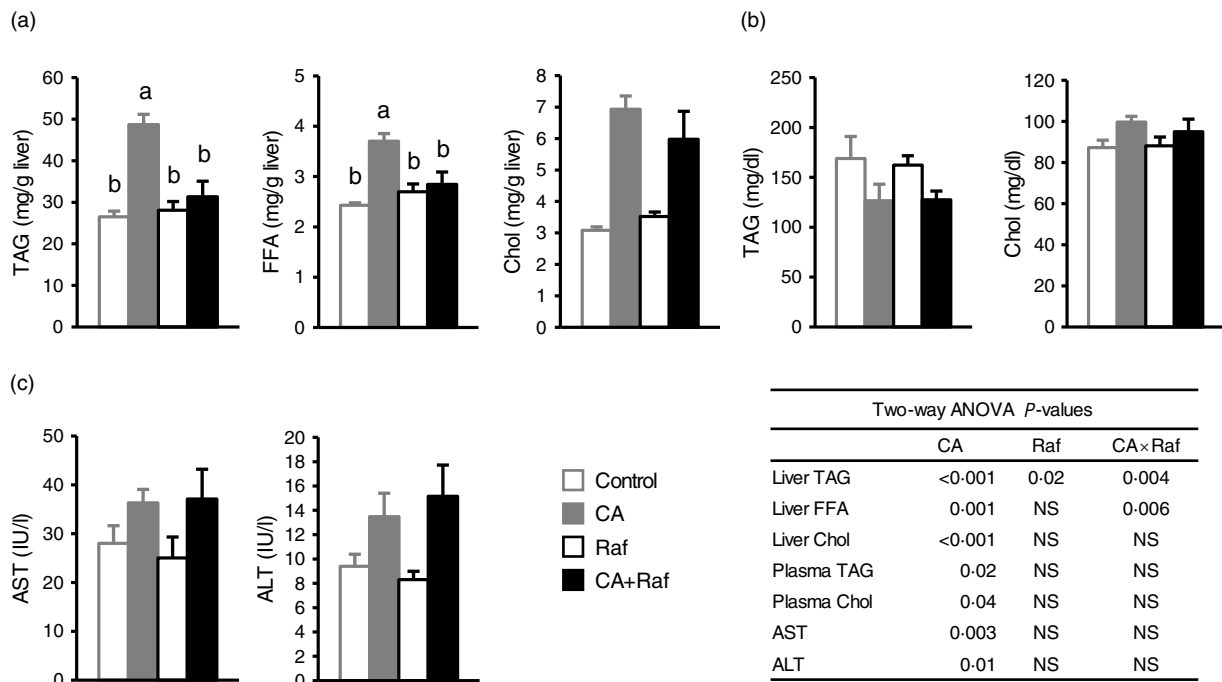 (a)
(b)
60
50
40
30
20
10
0
TAG (mg/g liver)
b
a
b
b
5
4
3
2
1
0
FFA (mg/g liver)
b
a
b
b
8
7
6
5
4
3
2
1
0
Chol (mg/g liver)
250
200
150
100
50
0
TAG (mg/dl)
120
100
80
60
40
20
0
Chol (mg/dl)
(c)
50
40
30
20
10
0
AST (IU/l)
20
18
16
14
12
10
8
6
4
2
0
ALT (IU/l)
Control
CA
Raf
CA+Raf
Two-way ANOVA P-values
CA Raf CA×Raf
Liver TAG <0·001 0·02 0·004
Liver FFA 0·001 NS 0·006
Liver Chol <0·001 NS NS
Plasma TAG 0·02 NS NS
Plasma Chol 0·04 NS NS
AST 0·003 NS NS
ALT 0·01 NS NS